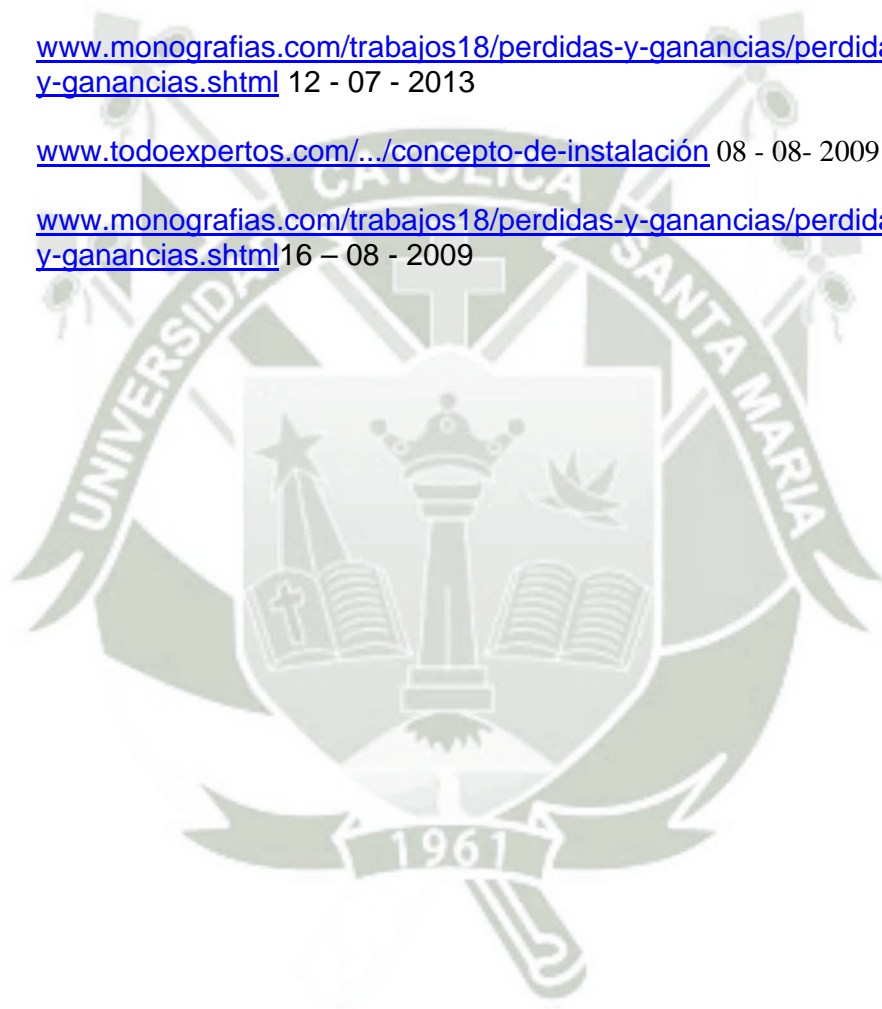 www.monografias.com/trabajos18/perdidas-y-ganancias/perdida
y-ganancias.shtml 12 - 07 - 2013
www.todoexpertos.com/.../concepto-de-instalación 08 - 08- 2009
www.monografias.com/trabajos18/perdidas-y-ganancias/perdida
y-ganancias.shtml16 – 08 - 2009
UNIVERSIDAD CATOLICA SANTA MARIA
1961